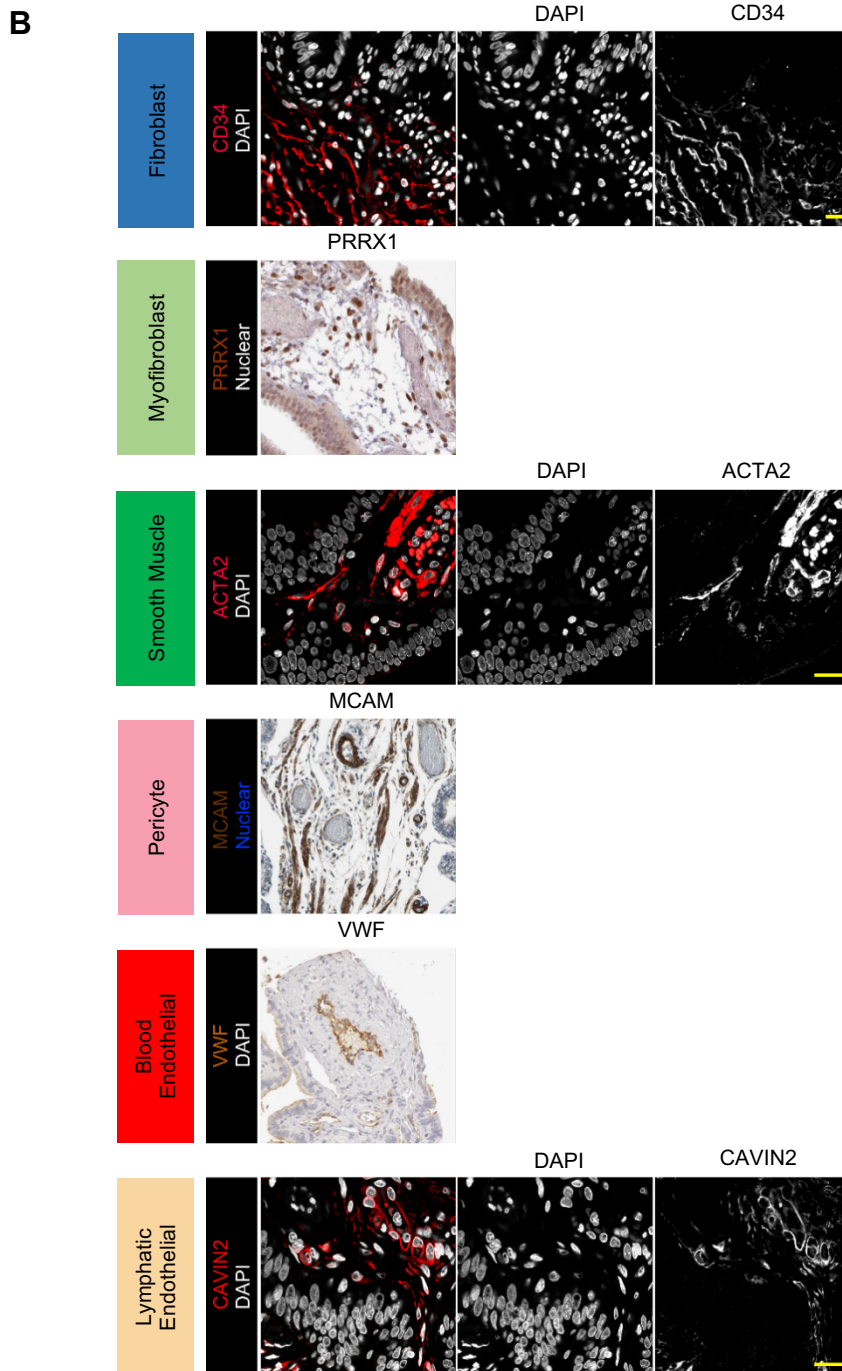 B
DAPI
CD34
Fibroblast
CD34
DAPI
PRRX1
Myofibroblast
PRRX1
Nuclear
DAPI
ACTA2
Smooth Muscle
ACTA2
DAPI
MCAM
Pericyte
MCAM
Nuclear
VWF
Blood
Endothelial
VWF
DAPI
DAPI
CAVIN2
Lymphatic
Endothelial
CAVIN2
DAPI